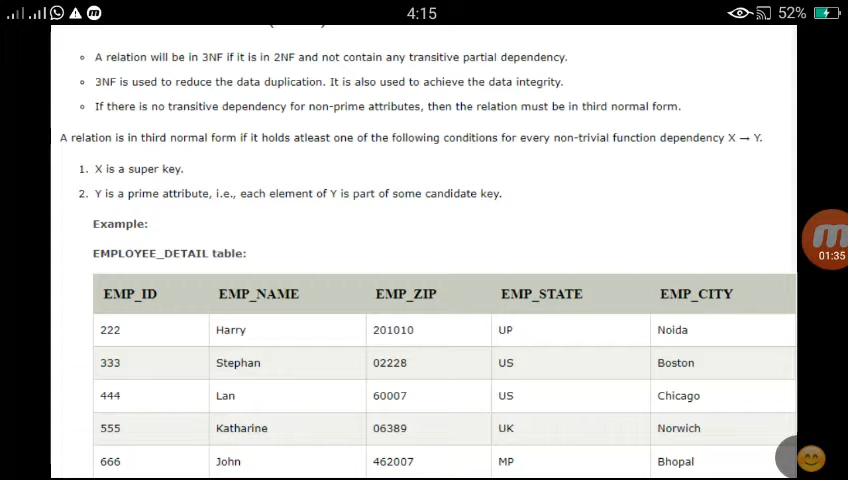 4:15
52%
A relation will be in 3NF if it is in 2NF and not contain any transitive partial dependency.
3NF is used to reduce the data duplication. It is also used to achieve the data integrity.
If there is no transitive dependency for non-prime attributes, then the relation must be in third normal form.
A relation is in third normal form if it holds atleast one of the following conditions for every non-trivial function dependency X → Y.
1. X is a super key.
2. Y is a prime attribute, i.e., each element of Y is part of some candidate key.
Example:
EMPLOYEE_DETAIL table:
EMP_ID EMP_NAME EMP_ZIP EMP_STATE EMP_CITY
222 Harry 201010 UP Noida
333 Stephan 02228 US Boston
444 Lan 60007 US Chicago
555 Katharine 06389 UK Norwich
666 John 462007 MP Bhopal
01:35